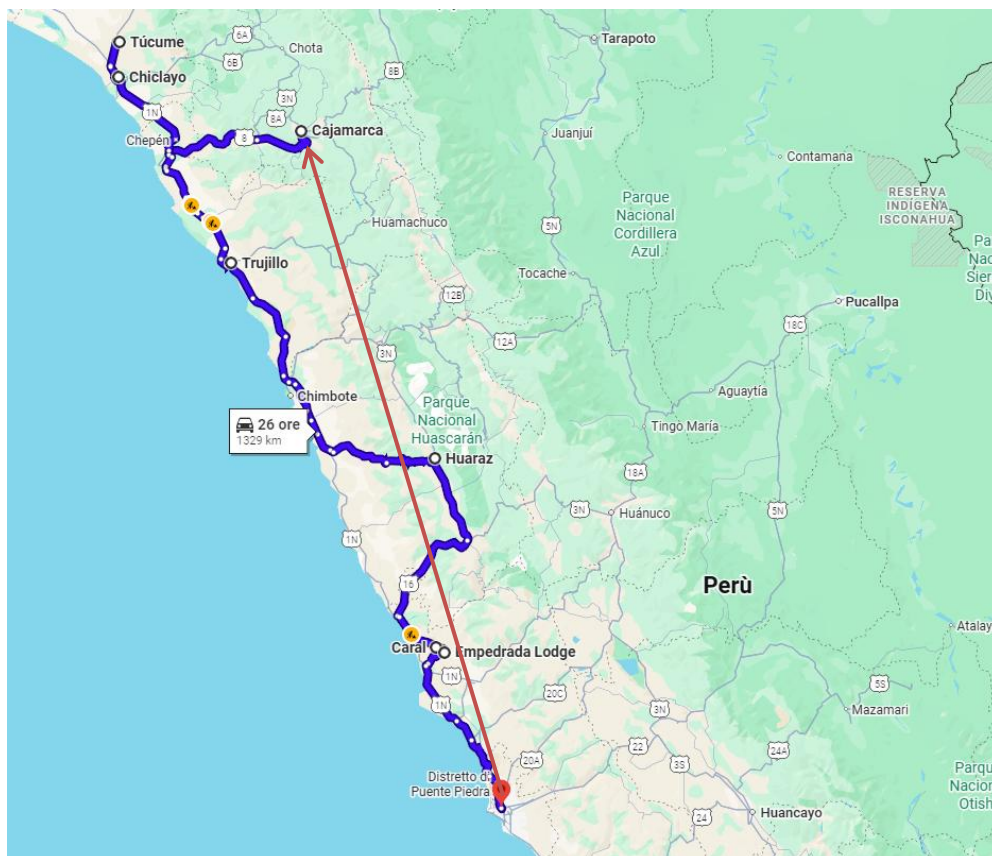 6A
Túcume
Chota
Tarapoto
6B
8B
Chiclayo
3N
1N
8A
Chepén
8
Cajamarca
Juanjuí
Contamana
Parque
Nacional
Cordillera
Azul
RESERVA
INDÍGENA
ISCONAHUA
Huamachuco
5N
Trujillo
Tocache
12B
Pucallpa
18C
12A
3N
Chimbote
Parque
Nacional
Huascarán
Aguaytía
26 ore
1329 km
Tingo María
Huaraz
18A
3N
Huánuco
5N
1N
16
Perù
Atalay
Caral
Empedrada Lodge
1N
20C
5S
1N
3N
Mazamari
22
24A
20A
3S
Distretto di
Puente Piedra
Huancayo
24